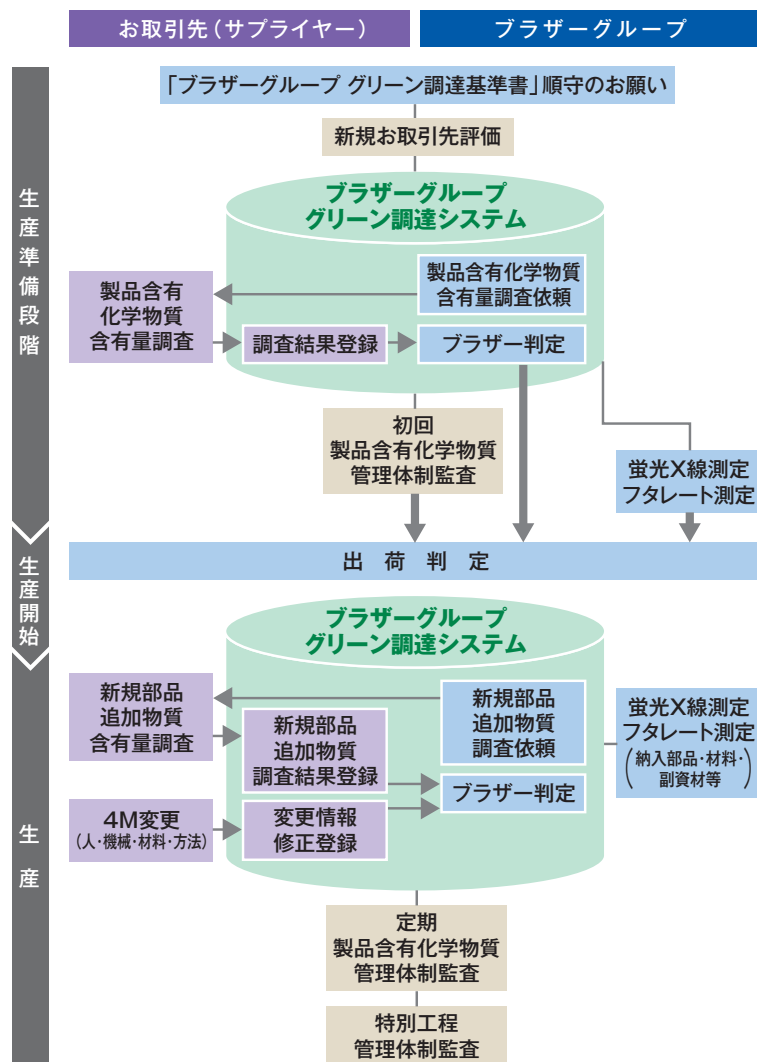 お取引先（サプライヤー）
ブラザーグループ
生産準備段階
「ブラザーグループ グリーン調達基準書」順守のお願い
新規お取引先評価
ブラザーグループ
グリーン調達システム
製品含有化学物質
含有量調査依頼
製品含有
化学物質
含有量調査
調査結果登録
ブラザー判定
初回
製品含有化学物質
管理体制監査
蛍光X線測定
フタレート測定
生産開始
出荷判定
ブラザーグループ
グリーン調達システム
生産
新規部品
追加物質
含有量調査
新規部品
追加物質
調査依頼
新規部品
追加物質
調査結果登録
蛍光X線測定
フタレート測定
（納入部品・材料・
副資材等）
ブラザー判定
4M変更
（人・機械・材料・方法）
変更情報
修正登録
定期
製品含有化学物質
管理体制監査
特別工程
管理体制監査